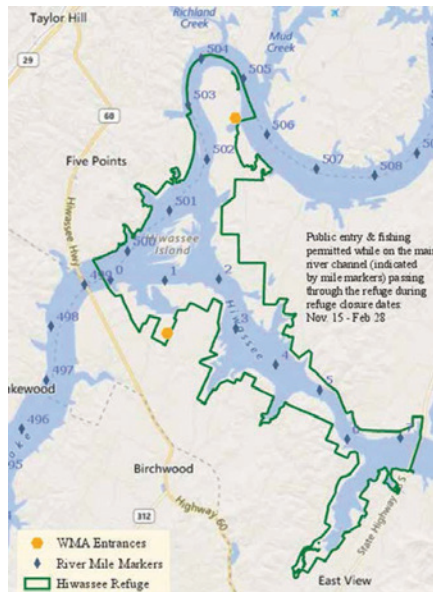 Taylor Hill
Richland
Creek
Mud
Creek
29
504
505
60
503
506
Five Points
502
507
508
501
Hiwassee Hwy
500
Hiwassee
Island
Public entry & fishing
permitted while on the main
river channel (indicated
by mile markers) passing
through the refuge during
refuge closure dates:
Nov. 15 - Feb 28
499
0
1
2
498
Hiwassee
3
4
497
5
496
6
Birchwood
Highway 60
312
State Highway
East View
WMA Entrances
River Mile Markers
Hiwassee Refuge